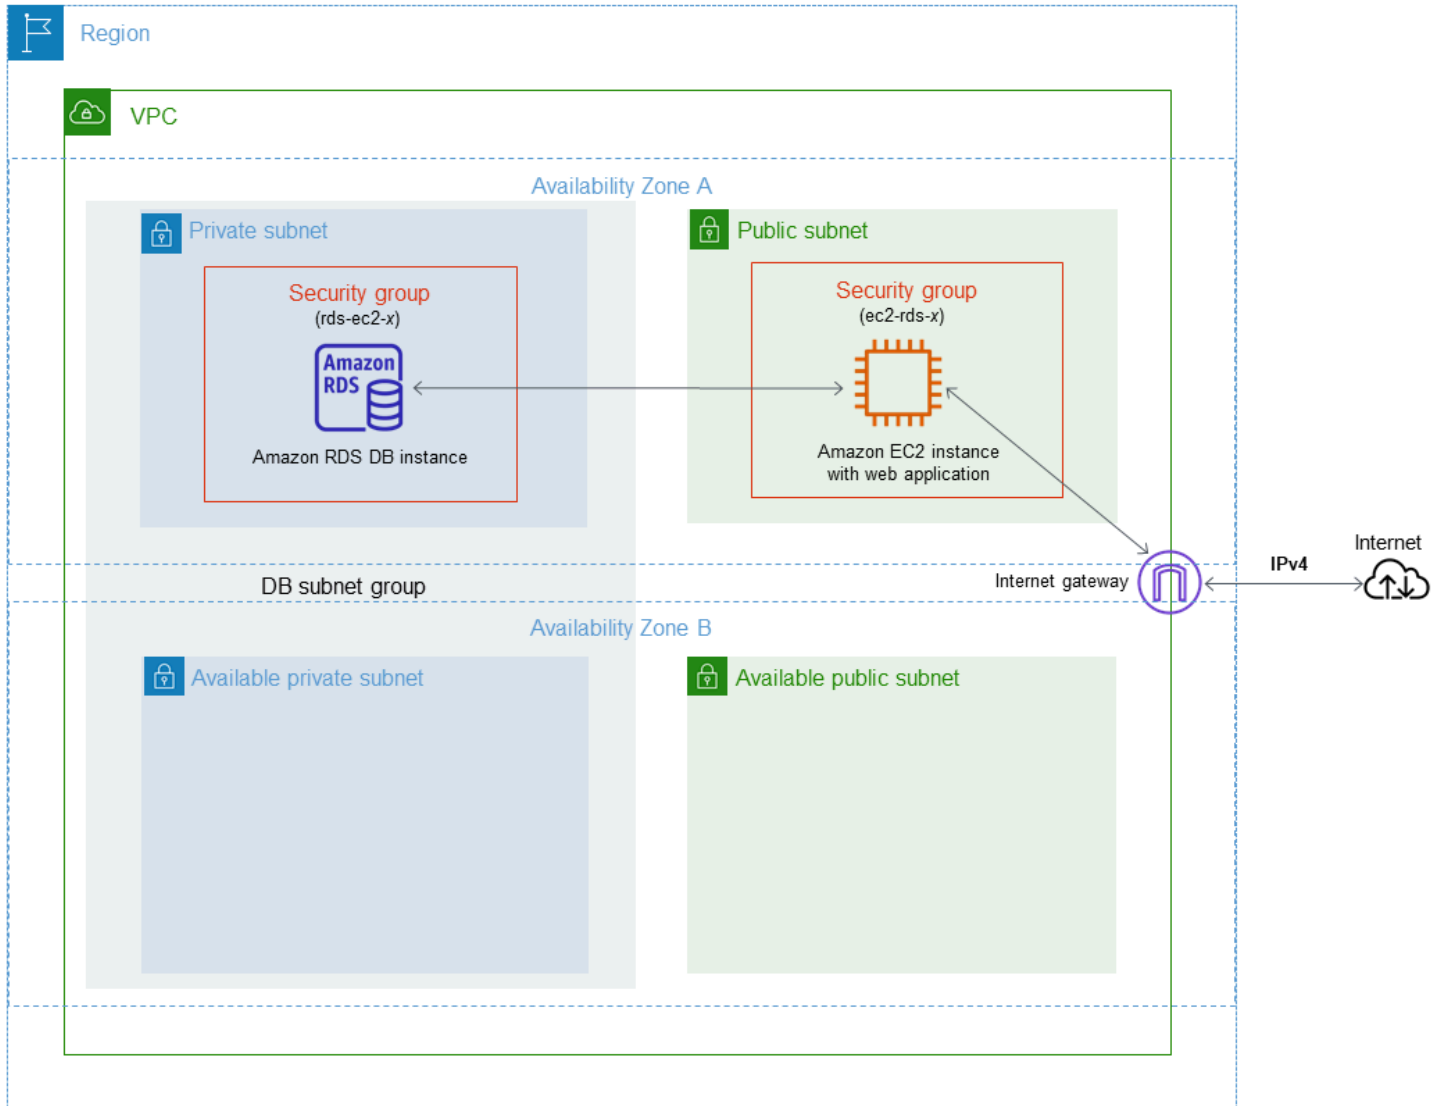 Region
VPC
Availability Zone A
Private subnet
Public subnet
Security group
(rds-ec2-x)
Amazon
RDS
Amazon RDS DB instance
Security group
(ec2-rds-x)
Amazon EC2 instance
with web application
DB subnet group
Internet gateway
IPv4
Internet
Availability Zone B
Available private subnet
Available public subnet